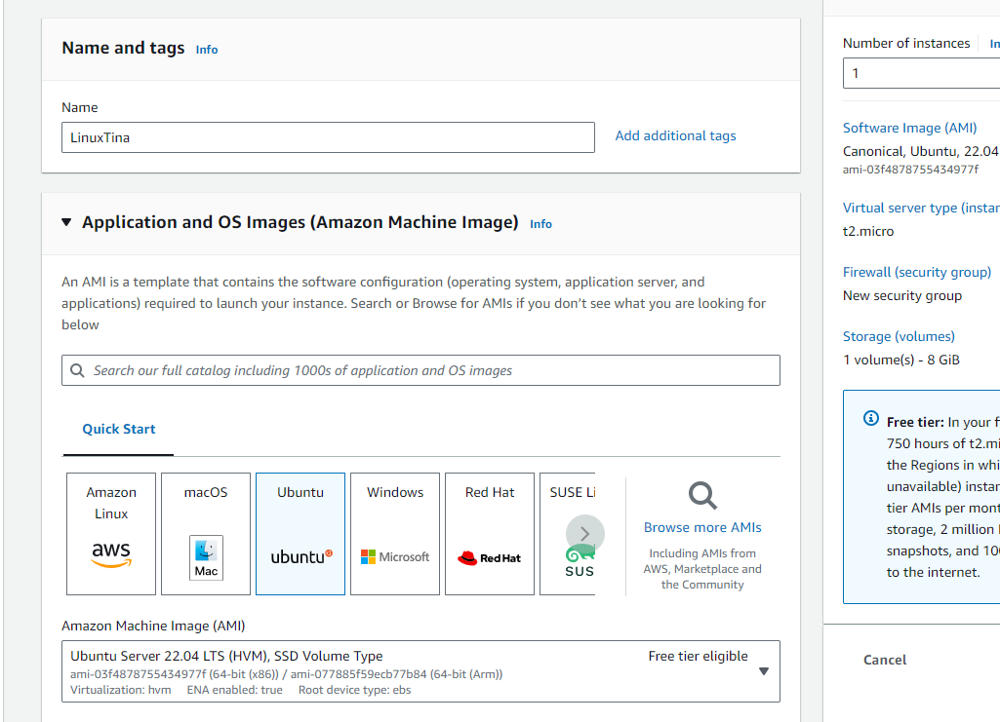 Name and tags Info
Name
LinuxTina
Add additional tags
Application and OS Images (Amazon Machine Image) Info
An AMI is a template that contains the software configuration (operating system, application server, and
applications) required to launch your instance. Search or Browse for AMIs if you don't see what you are looking for
below
Search our full catalog including 1000s of application and OS images
Quick Start
Amazon
Linux
aws
macOS
Mac
Ubuntu
ubuntu
Windows
Microsoft
Red Hat
Red Hat
SUSE Li
SUS
Browse more AMIs
Including AMIs from
AWS, Marketplace and
the Community
Amazon Machine Image (AMI)
Ubuntu Server 22.04 LTS (HVM), SSD Volume Type
Free tier eligible
ami-03f4878755434977f (64-bit (x86)) / ami-077885f59ecb77b84 (64-bit (Arm))
Virtualization: hvm ENA enabled: true Root device type: ebs
Number of instances In
1
Software Image (AMI)
Canonical, Ubuntu, 22.04
ami-03f4878755434977f
Virtual server type (instan
t2.micro
Firewall (security group)
New security group
Storage (volumes)
1 volume(s) - 8 GiB
Free tier: In your f
750 hours of t2.mi
the Regions in whi
unavailable) instan
tier AMIs per mont
storage, 2 million
snapshots, and 10
to the internet.
Cancel